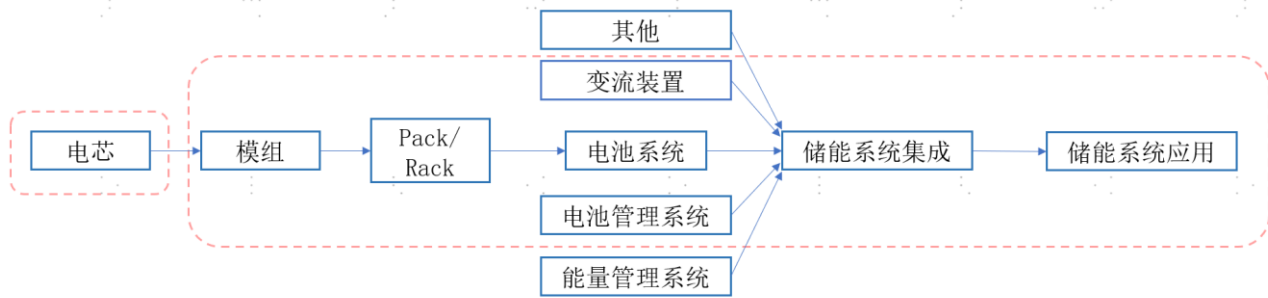 其他
变流装置
电芯
模组
Pack/
Rack
电池系统
储能系统集成
储能系统应用
电池管理系统
能量管理系统